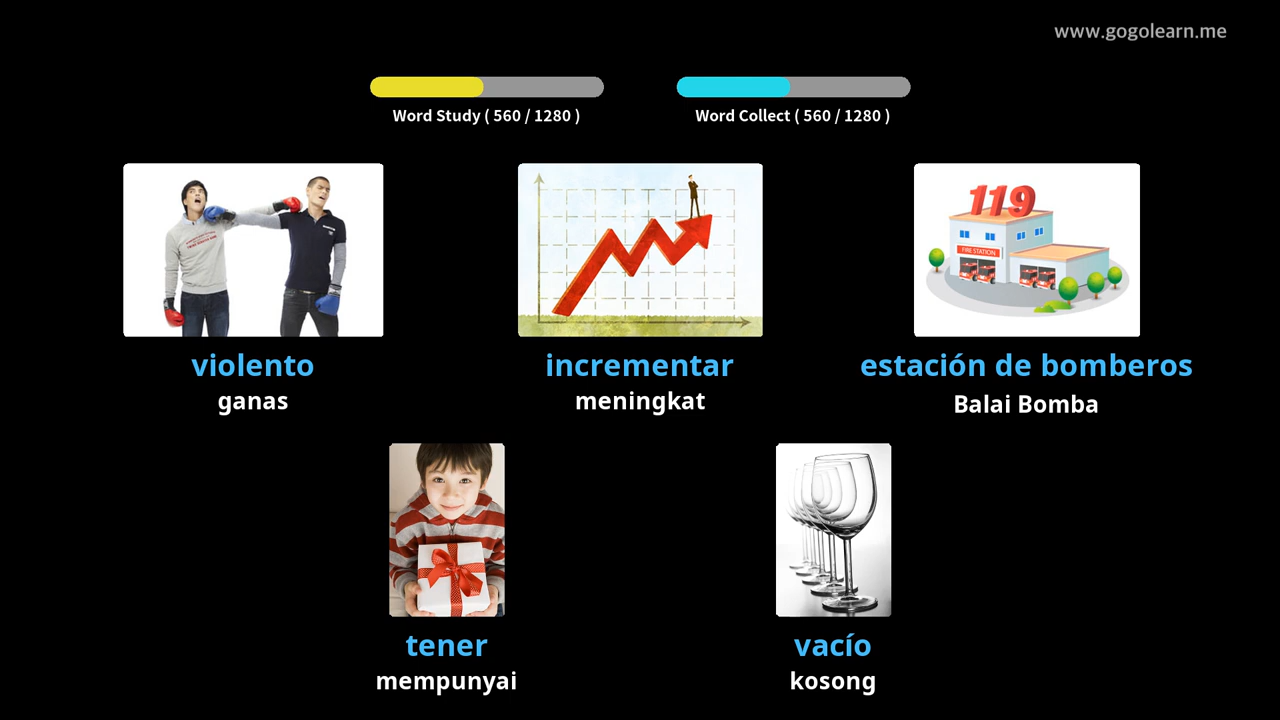 www.gogolearn.me
Word Study ( 560 / 1280 )
Word Collect ( 560 / 1280 )
119
FIRE STATION
violento
ganas
incrementar
meningkat
estación de bomberos
Balai Bomba
tener
mempunyai
vacío
kosong